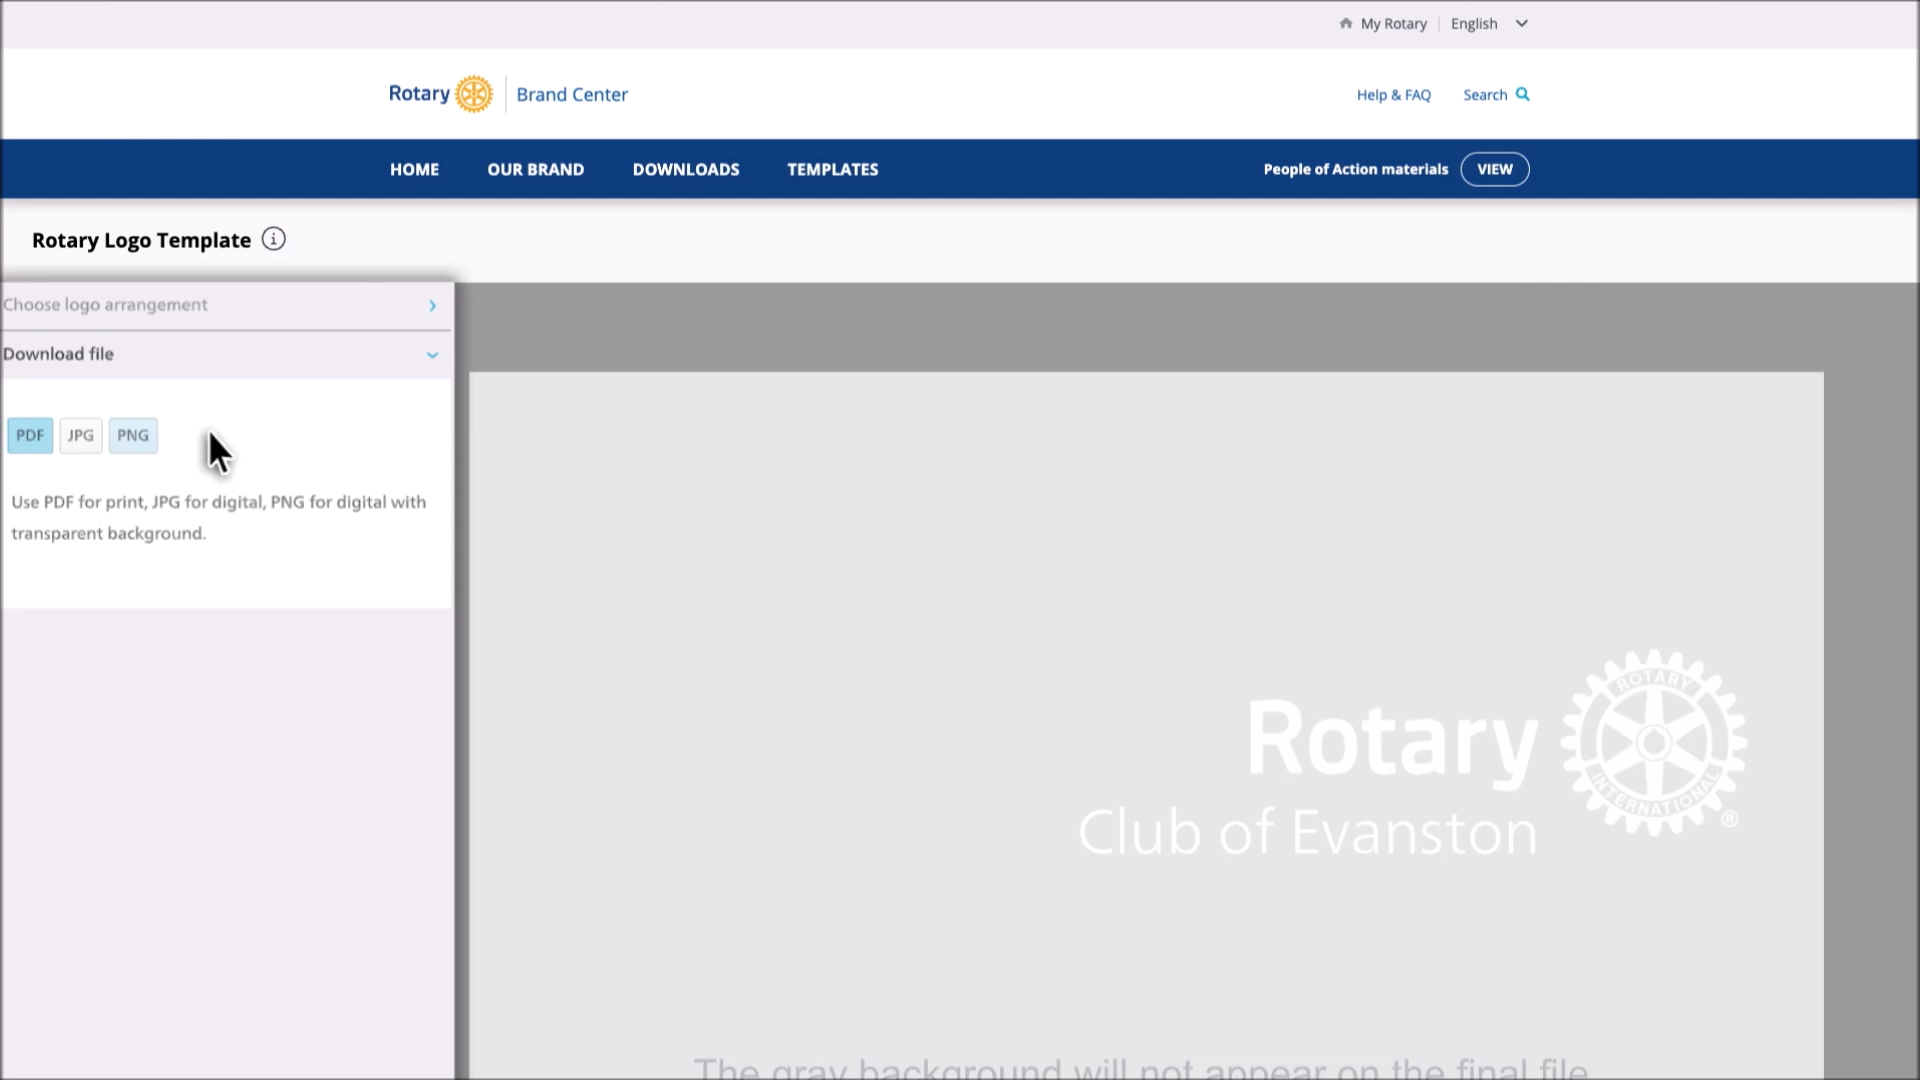 My Rotary
English
Rotary
Brand Center
Help & FAQ
Search
HOME
OUR BRAND
DOWNLOADS
TEMPLATES
People of Action materials
VIEW
Rotary Logo Template
Choose logo arrangement
Download file
PDF
JPG
PNG
Use PDF for print, JPG for digital, PNG for digital with
transparent background.
Rotary
Club of Evanston
ROTARY
INTERNATIONAL
®
The gray background will not appear on the final file